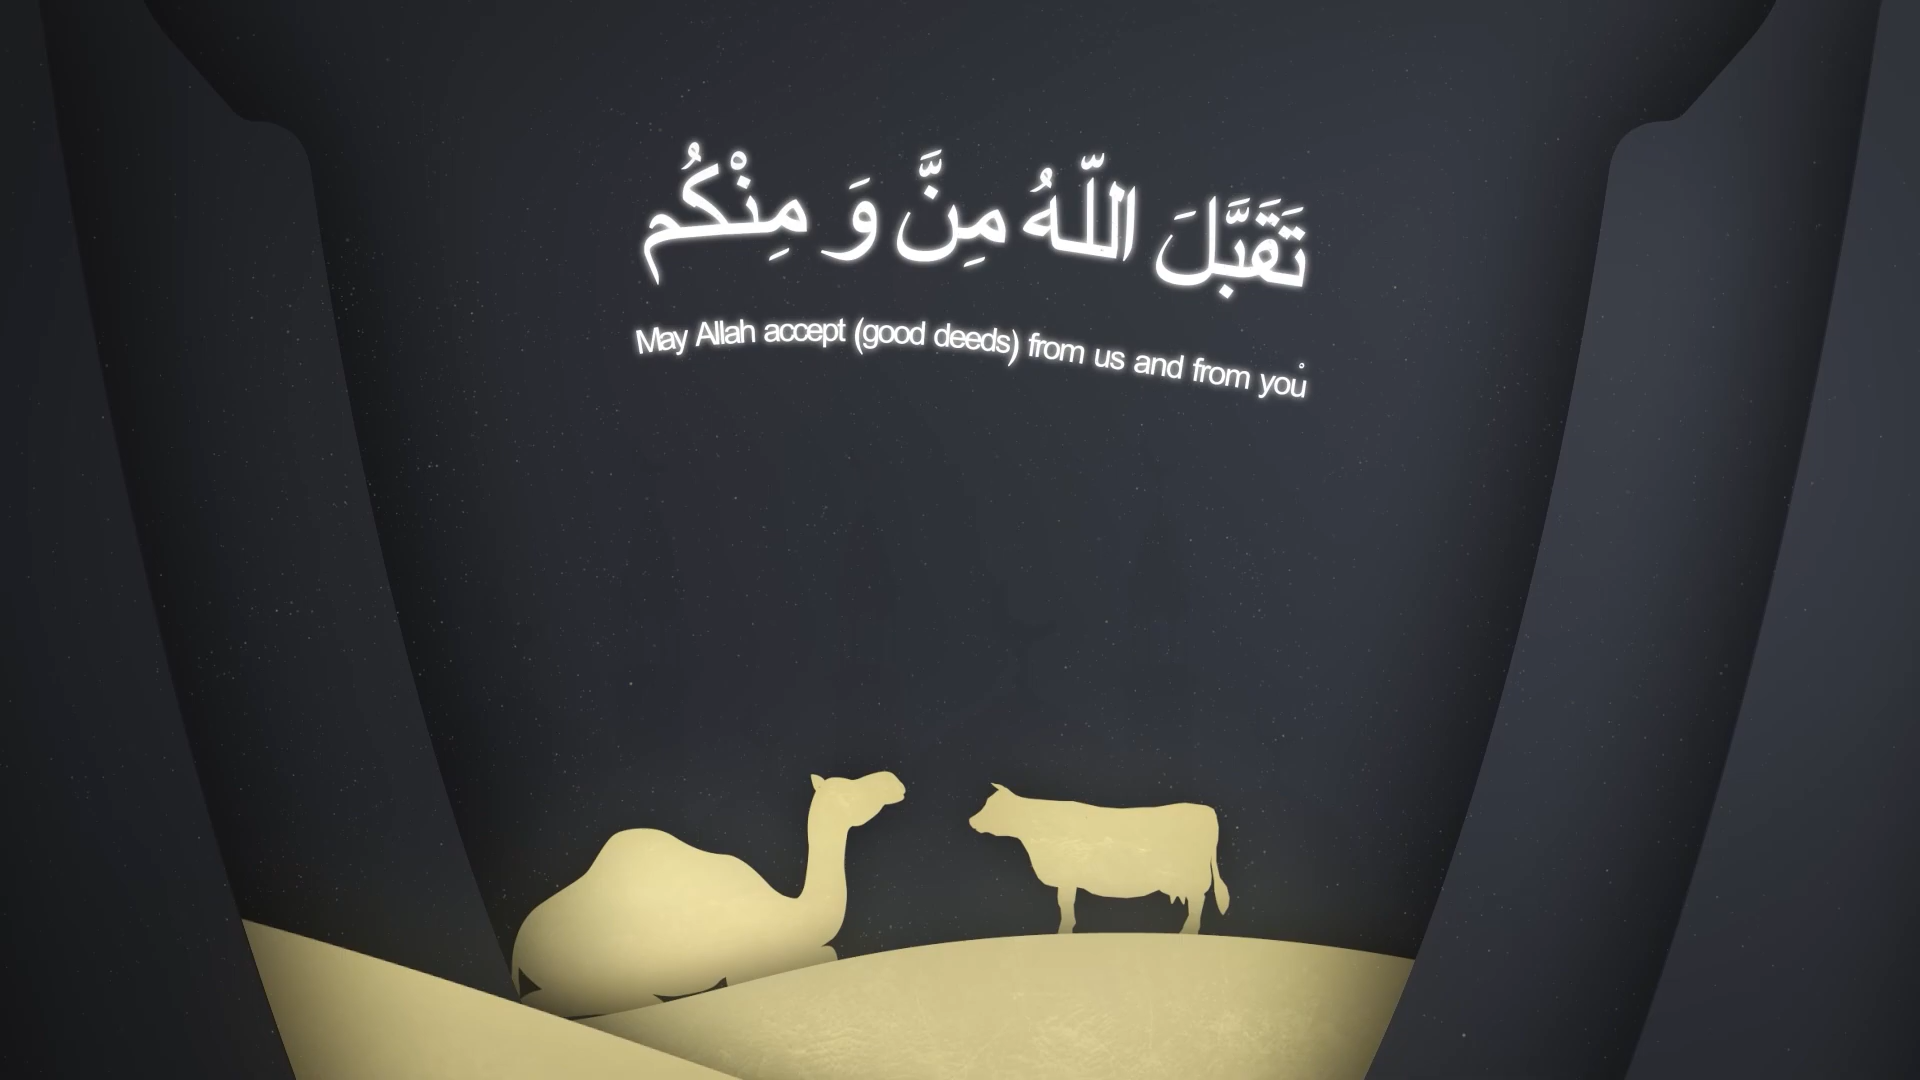 تَقَبَّلَ اللّهُ مِنَّ وَ مِنْكُم
May Allah accept (good deeds) from us and from you